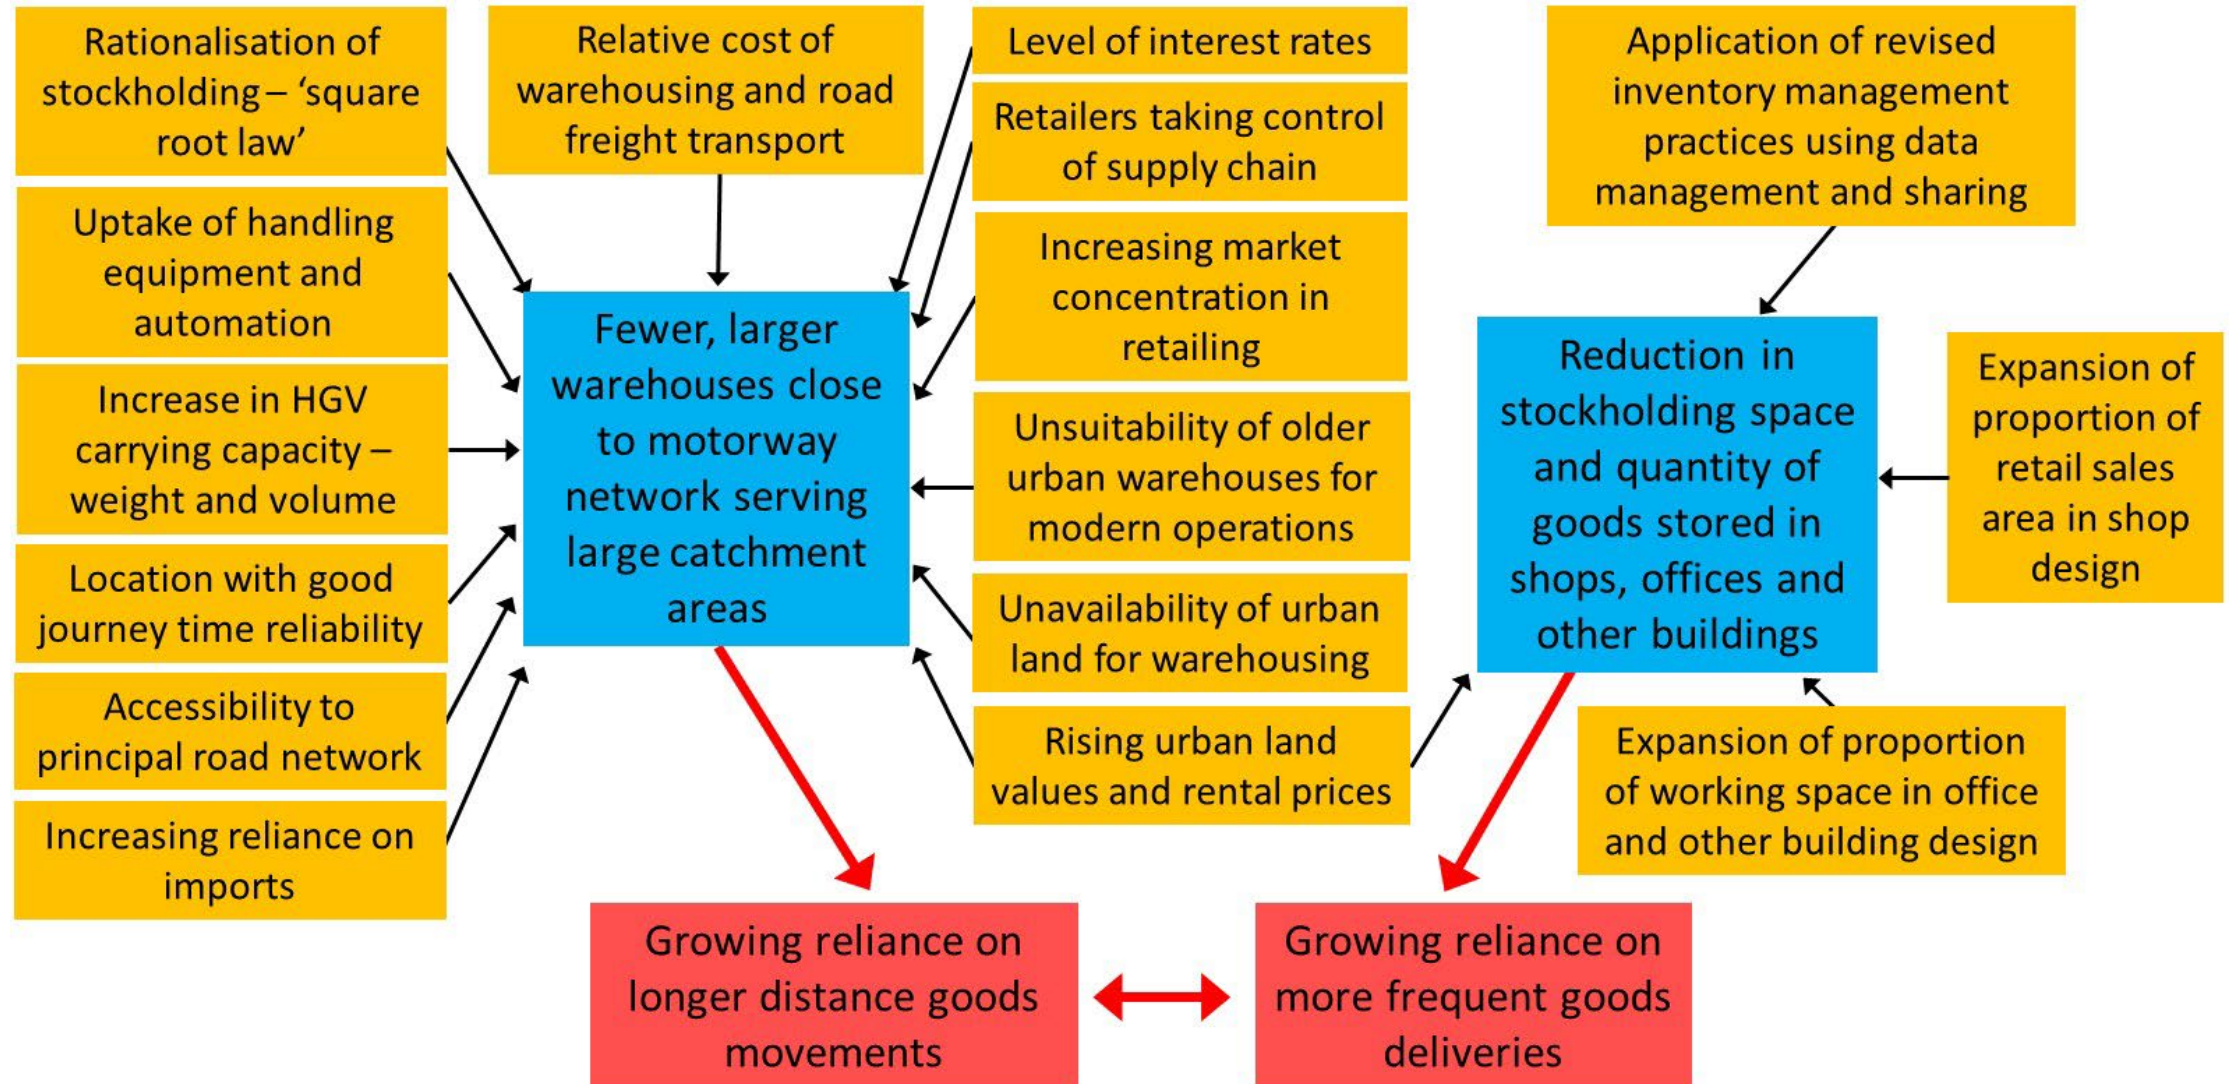 Rationalisation of
stockholding – ‘square
root law’
Uptake of handling
equipment and
automation
Increase in HGV
carrying capacity –
weight and volume
Location with good
journey time reliability
Accessibility to
principal road network
Increasing reliance on
imports
Relative cost of
warehousing and road
freight transport
Fewer, larger
warehouses close
to motorway
network serving
large catchment
areas
Level of interest rates
Retailers taking control
of supply chain
Increasing market
concentration in
retailing
Unsuitability of older
urban warehouses for
modern operations
Unavailability of urban
land for warehousing
Rising urban land
values and rental prices
Application of revised
inventory management
practices using data
management and sharing
Reduction in
stockholding space
and quantity of
goods stored in
shops, offices and
other buildings
Expansion of
proportion of
retail sales
area in shop
design
Expansion of proportion
of working space in office
and other building design
Growing reliance on
longer distance goods
movements
Growing reliance on
more frequent goods
deliveries